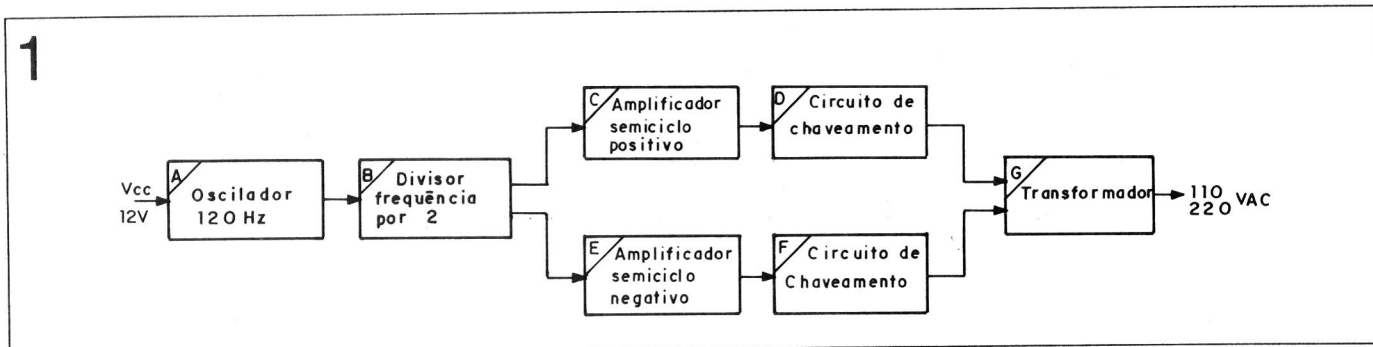 1
Vcc
12V
A
Oscilador
120 Hz
B
Divisor
frequência
por 2
C
Amplificador
semiciclo
positivo
D
Circuito de
chaveamento
E
Amplificador
semiciclo
negativo
F
Circuito de
Chaveamento
G
Transformador
110
220 VAC